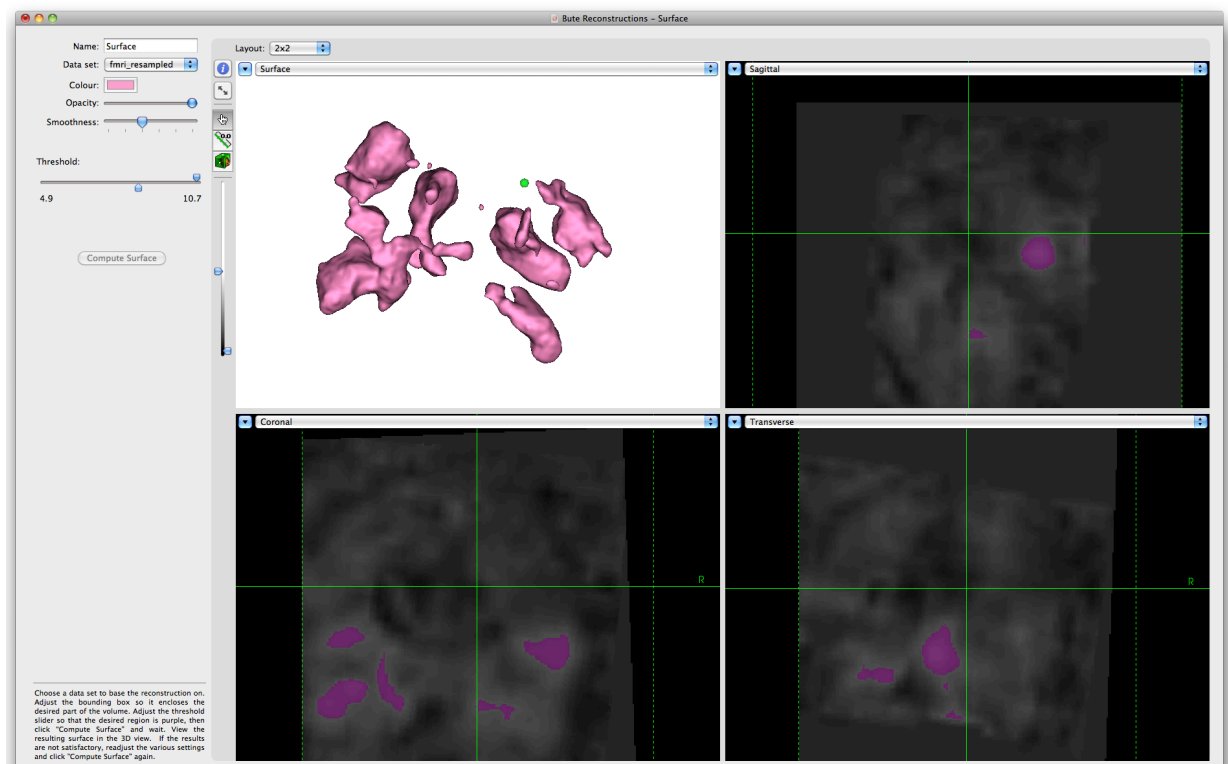 Bute Reconstructions – Surface
Name: Surface
Layout: 2x2
Data set: fmri_resampled
Surface
Sagittal
Colour:
Opacity:
Smoothness:
Threshold:
4.9 10.7
Compute Surface
Coronal
Transverse
R
R
Choose a data set to base the reconstruction on.
Adjust the bounding box so it encloses the
desired part of the volume. Adjust the threshold
slider so that the desired region is purple, then
click "Compute Surface" and wait. View the
resulting surface in the 3D view. If the results
are not satisfactory, readjust the various settings
and click "Compute Surface" again.